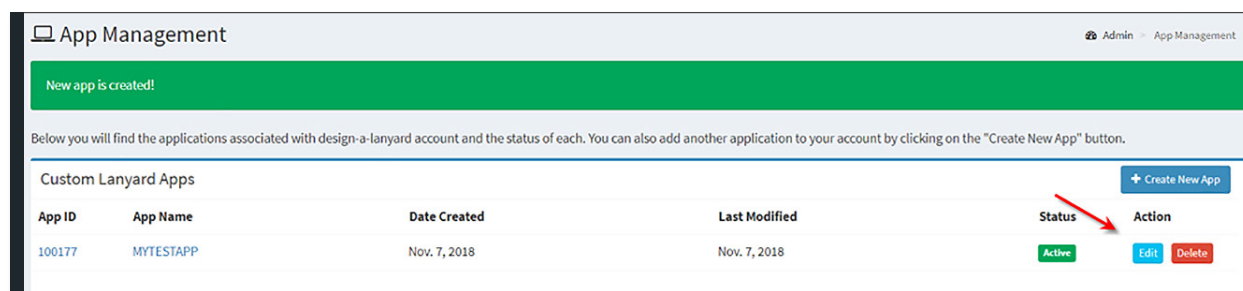 App Management
Admin > App Management
New app is created!
Below you will find the applications associated with design-a-lanyard account and the status of each. You can also add another application to your account by clicking on the "Create New App" button.
Custom Lanyard Apps
+ Create New App
App ID App Name Date Created Last Modified Status Action
100177 MYTESTAPP Nov. 7, 2018 Nov. 7, 2018 Active Edit Delete